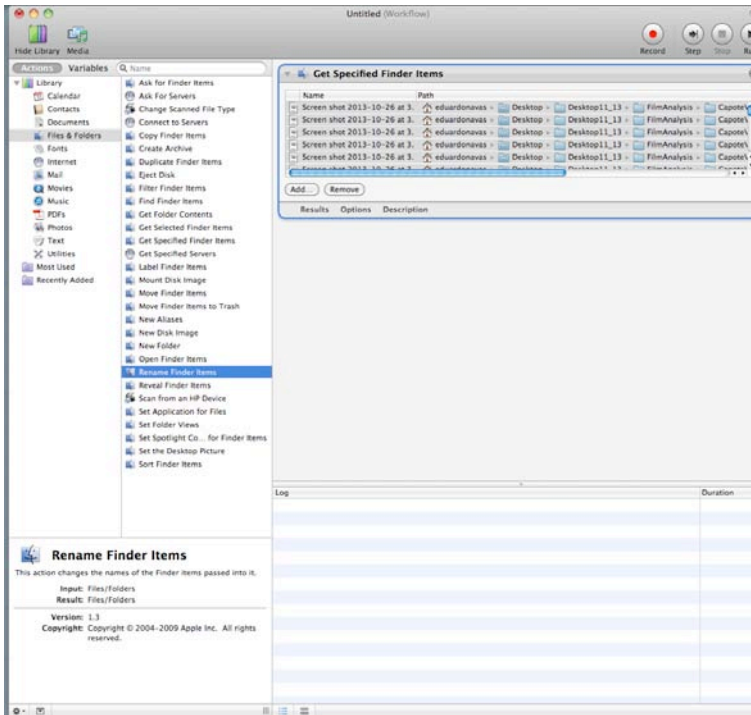 Untitled (Workflow)
Hide Library Media
Record Step Stop
Actions Variables Name
Library
Calendar
Contacts
Documents
Files & Folders
Fonts
Internet
Mail
Movies
Music
PDFs
Photos
Text
Utilities
Most Used
Recently Added
Ask for Finder Items
Ask For Servers
Change Scanned File Type
Connect to Servers
Copy Finder Items
Create Archive
Duplicate Finder Items
Eject Disk
Filter Finder Items
Find Finder Items
Get Folder Contents
Get Selected Finder Items
Get Specified Finder Items
Get Specified Servers
Label Finder Items
Mount Disk Image
Move Finder Items
Move Finder Items to Trash
New Aliases
New Disk Image
New Folder
Open Finder Items
Rename Finder Items
Reveal Finder Items
Scan from an HP Device
Set Application for Files
Set Folder Views
Set Spotlight Co... for Finder Items
Set the Desktop Picture
Sort Finder Items
Get Specified Finder Items
Name Path
Screen shot 2013-10-26 at 3. eduardonavas Desktop Desktop11_13 FilmAnalysis Capote\
Screen shot 2013-10-26 at 3. eduardonavas Desktop Desktop11_13 FilmAnalysis Capote\
Screen shot 2013-10-26 at 3. eduardonavas Desktop Desktop11_13 FilmAnalysis Capote\
Screen shot 2013-10-26 at 3. eduardonavas Desktop Desktop11_13 FilmAnalysis Capote\
Screen shot 2013-10-26 at 3. eduardonavas Desktop Desktop11_13 FilmAnalysis Capote\
Add... Remove
Results Options Description
Log Duration
Rename Finder Items
This action changes the names of the Finder items passed into it.
Input: Files/Folders
Result: Files/Folders
Version: 1.3
Copyright: Copyright © 2004–2009 Apple Inc. All rights
reserved.